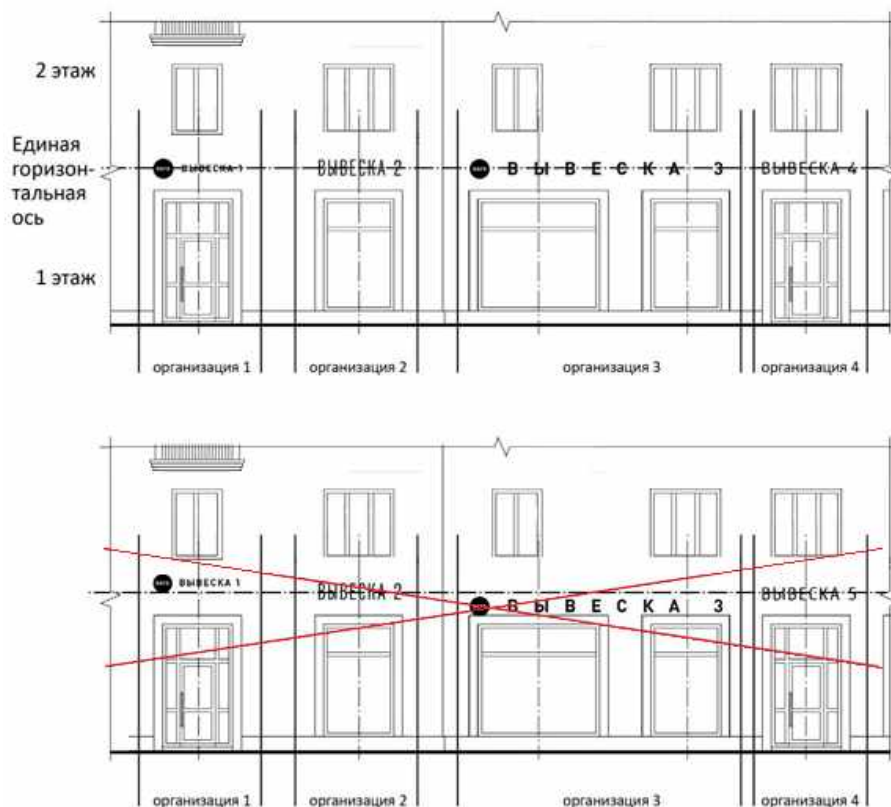 2 этаж
Единая
горизон-
тальная
ось
ВЫВЕСКА 1
ВЫВЕСКА 2
ВЫВЕСКА 3
ВЫВЕСКА 4
1 этаж
организация 1
организация 2
организация 3
организация 4
ВЫВЕСКА 1
ВЫВЕСКА 2
ВЫВЕСКА 3
ВЫВЕСКА 5
организация 1
организация 2
организация 3
организация 4